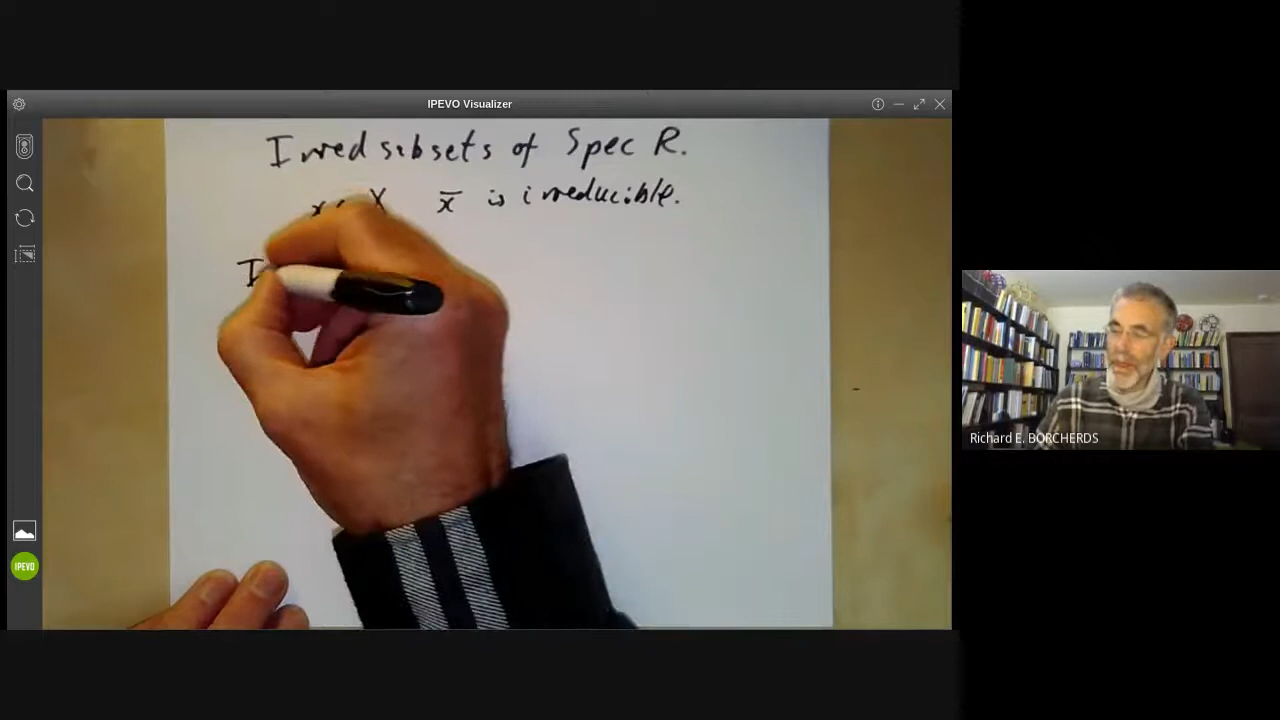 IPEVO Visualizer
Irred subsets of Spec R.
X x̄ is irreducible.
I
Richard E. BORCHERDS
IPEVO